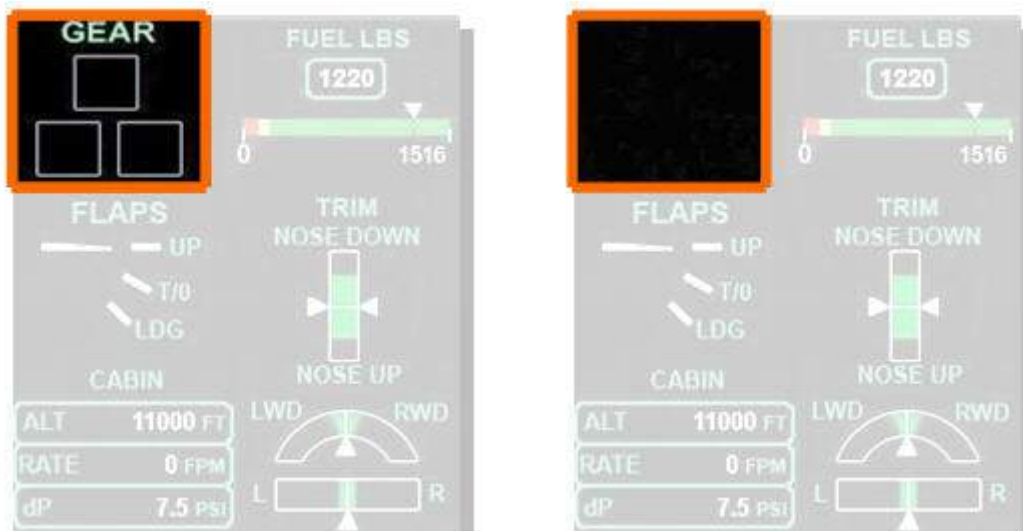 GEAR
FUEL LBS
1220
0
1516
FLAPS
UP
T/0
LDG
TRIM
NOSE DOWN
NOSE UP
CABIN
ALT 11000 FT
RATE 0 FPM
dP 7.5 PSI
LWD
RWD
L
R
FUEL LBS
1220
0
1516
FLAPS
UP
T/0
LDG
TRIM
NOSE DOWN
NOSE UP
CABIN
ALT 11000 FT
RATE 0 FPM
dP 7.5 PSI
LWD
RWD
L
R